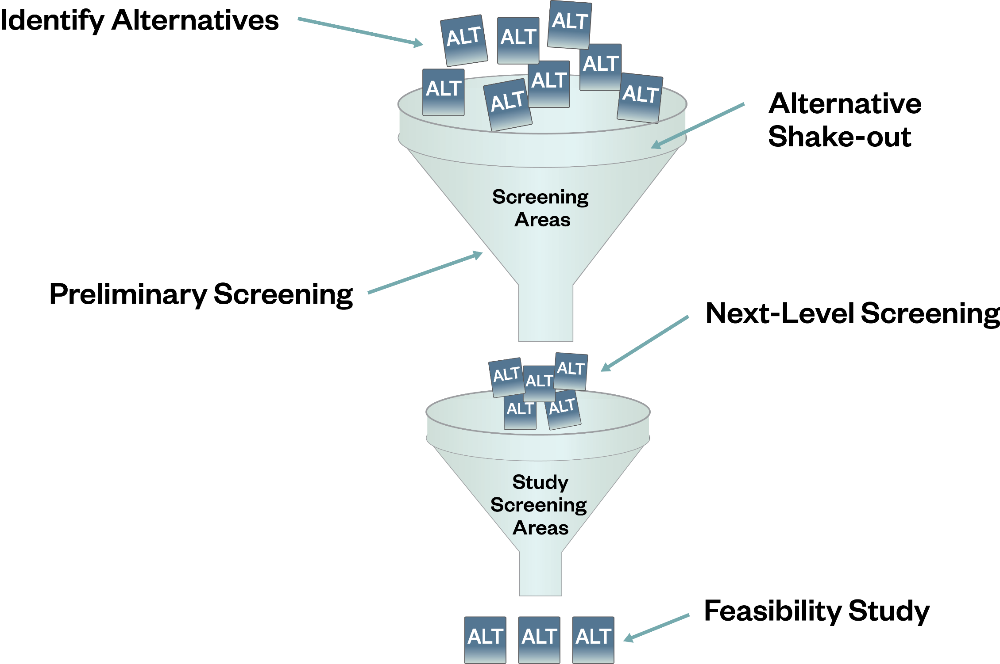 Identify Alternatives
ALT
ALT
ALT
ALT
ALT
ALT
ALT
ALT
Alternative
Shake-out
Screening
Areas
Preliminary Screening
Next-Level Screening
ALT
ALT
ALT
ALT
ALT
Study
Screening
Areas
Feasibility Study
ALT
ALT
ALT